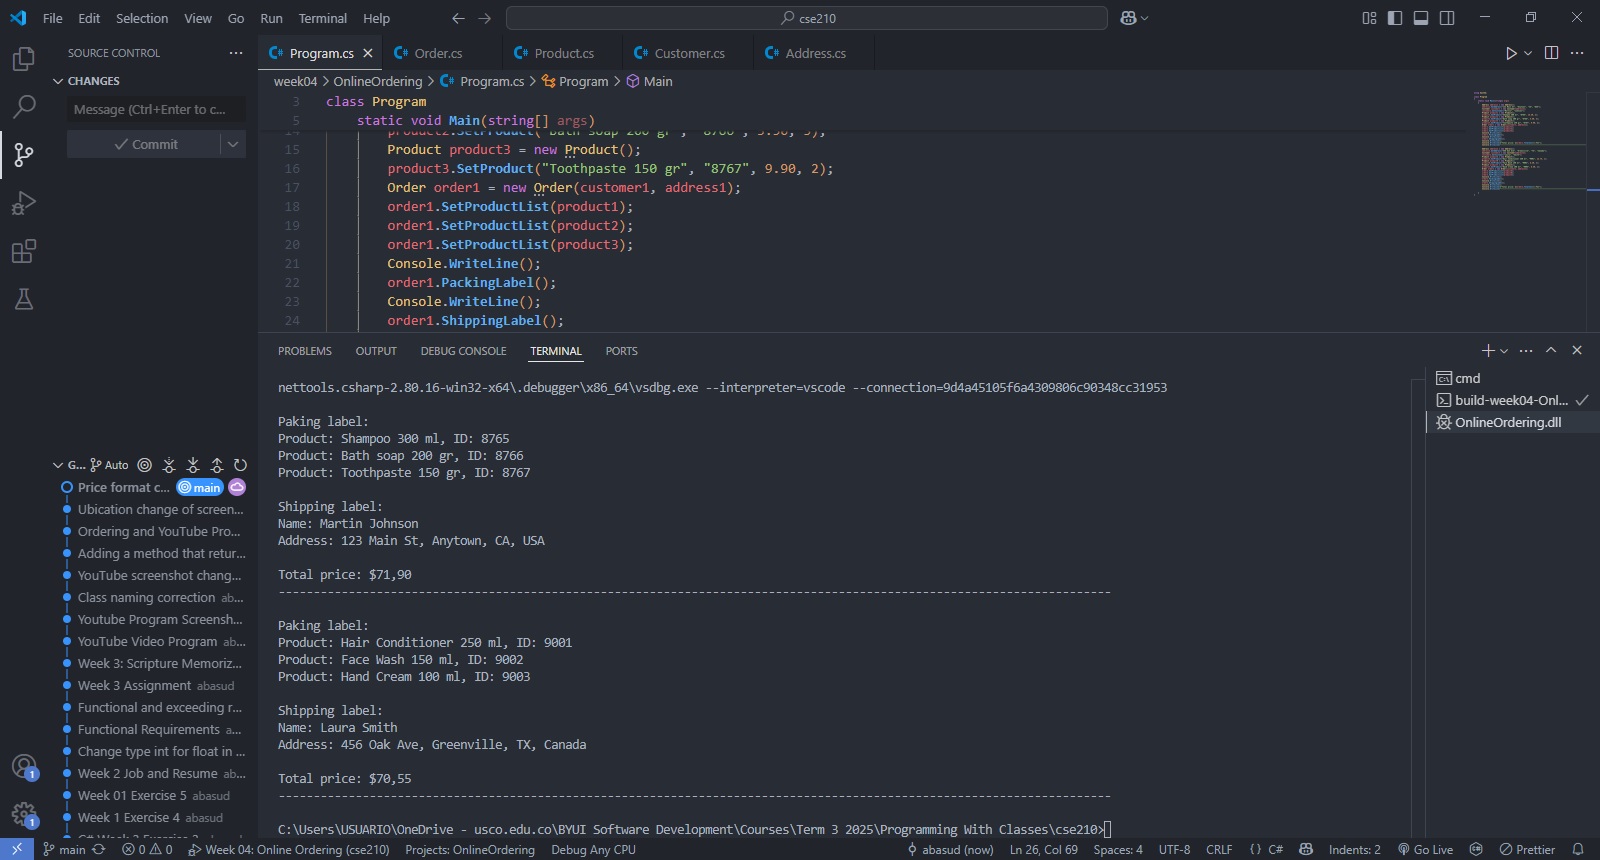 File Edit Selection View Go Run Terminal Help
cse210
SOURCE CONTROL
CHANGES
Message (Ctrl+Enter to c...
Commit
G... Auto
Price format c... main
Ubication change of screen...
Ordering and YouTube Pro...
Adding a method that retur...
YouTube screenshot chang...
Class naming correction ab...
Youtube Program Screensh...
YouTube Video Program ab...
Week 3: Scripture Memoriz...
Week 3 Assignment abasud
Functional and exceeding r...
Functional Requirements a...
Change type int for float in ...
Week 2 Job and Resume ab...
Week 01 Exercise 5 abasud
Week 1 Exercise 4 abasud
1
1
Program.cs Order.cs Product.cs Customer.cs Address.cs
week04 > OnlineOrdering > Program.cs > Program > Main
3 class Program
5 static void Main(string[] args)
14 product2.SetProduct("Bath soap 200 gr", "8766", 9.98, 5);
15 Product product3 = new Product();
16 product3.SetProduct("Toothpaste 150 gr", "8767", 9.90, 2);
17 Order order1 = new Order(customer1, address1);
18 order1.SetProductList(product1);
19 order1.SetProductList(product2);
20 order1.SetProductList(product3);
21 Console.WriteLine();
22 order1.PackingLabel();
23 Console.WriteLine();
24 order1.ShippingLabel();
PROBLEMS OUTPUT DEBUG CONSOLE TERMINAL PORTS
nettools.csharp-2.80.16-win32-x64\.debugger\x86_64\vsdbg.exe --interpreter=vscode --connection=9d4a45105f6a4309806c90348cc31953
Paking label:
Product: Shampoo 300 ml, ID: 8765
Product: Bath soap 200 gr, ID: 8766
Product: Toothpaste 150 gr, ID: 8767
Shipping label:
Name: Martin Johnson
Address: 123 Main St, Anytown, CA, USA
Total price: $71,90
-----------------------------------------------------------------------------------------------------------------------
Paking label:
Product: Hair Conditioner 250 ml, ID: 9001
Product: Face Wash 150 ml, ID: 9002
Product: Hand Cream 100 ml, ID: 9003
Shipping label:
Name: Laura Smith
Address: 456 Oak Ave, Greenville, TX, Canada
Total price: $70,55
-----------------------------------------------------------------------------------------------------------------------
C:\Users\USUARIO\OneDrive - usco.edu.co\BYUI Software Development\Courses\Term 3 2025\Programming With Classes\cse210>
cmd
build-week04-Onl...
OnlineOrdering.dll
main 0 0 Week 04: Online Ordering (cse210) Projects: OnlineOrdering Debug Any CPU abasud (now) Ln 26, Col 69 Spaces: 4 UTF-8 CRLF {} C# Indents: 2 Go Live Prettier